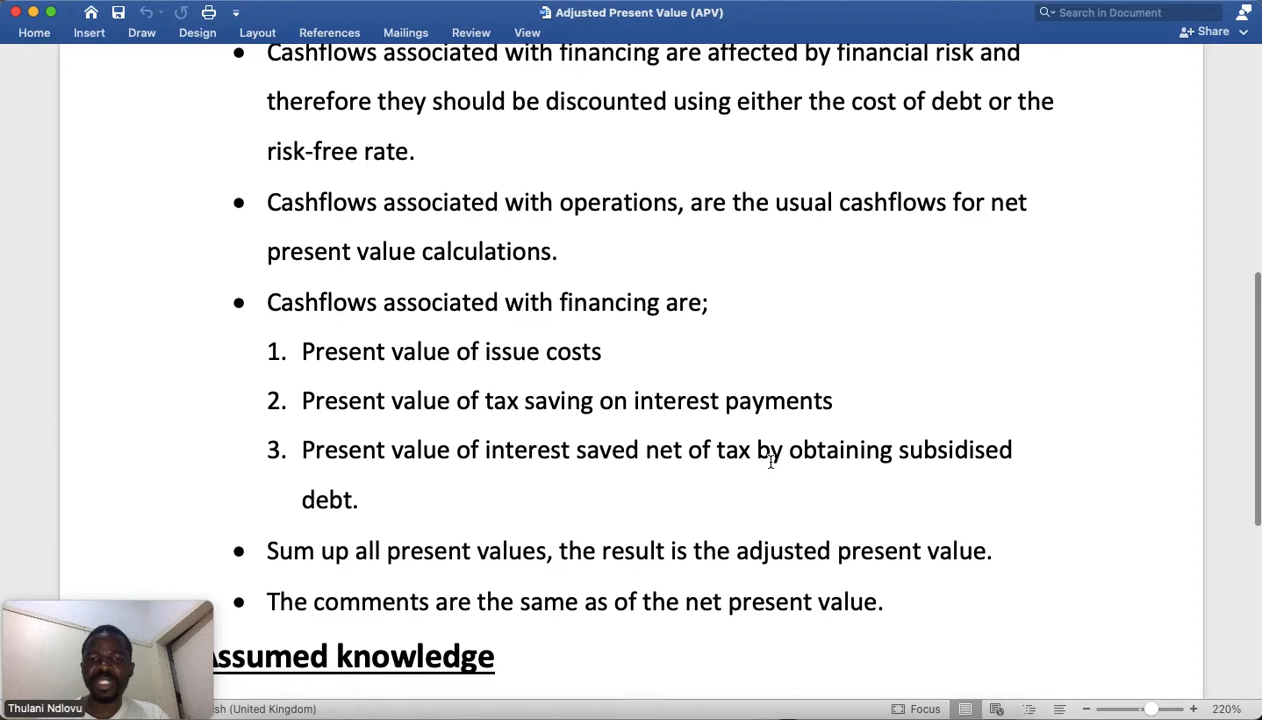 Adjusted Present Value (APV)
Search in Document
Home Insert Draw Design Layout References Mailings Review View Share
• Cashflows associated with financing are affected by financial risk and
therefore they should be discounted using either the cost of debt or the
risk-free rate.
• Cashflows associated with operations, are the usual cashflows for net
present value calculations.
• Cashflows associated with financing are;
1. Present value of issue costs
2. Present value of tax saving on interest payments
3. Present value of interest saved net of tax by obtaining subsidised
debt.
• Sum up all present values, the result is the adjusted present value.
• The comments are the same as of the net present value.
Assumed knowledge
Thulani Ndlovu
(United Kingdom) Focus 220%